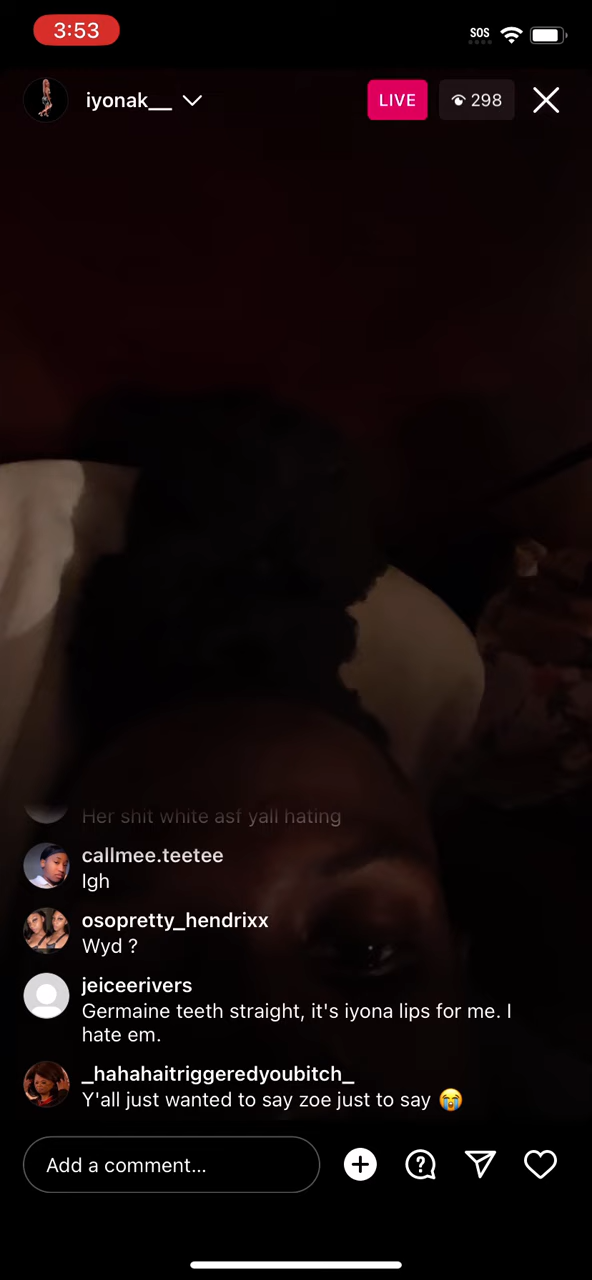 3:53
SOS
iyonak__
LIVE
298
Her shit white asf yall hating
callmee.teetee
Igh
osopretty_hendrixx
Wyd ?
jeiceerivers
Germaine teeth straight, it's iyona lips for me. I
hate em.
_hahahaitriggeredyoubitch_
Y'all just wanted to say zoe just to say 😭
Add a comment...